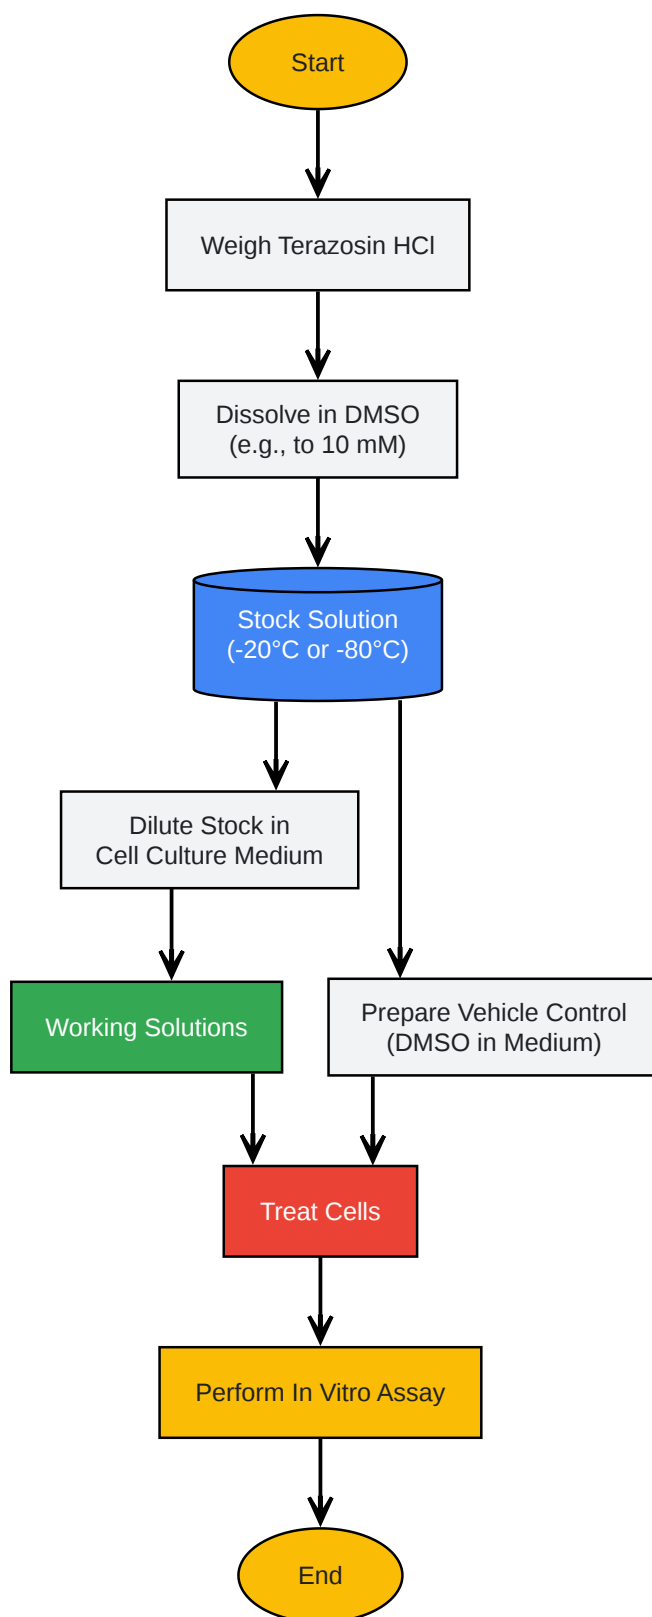 Start
Weigh Terazosin HCl
Dissolve in DMSO
(e.g., to 10 mM)
Stock Solution
(-20°C or -80°C)
Dilute Stock in
Cell Culture Medium
Working Solutions
Prepare Vehicle Control
(DMSO in Medium)
Treat Cells
Perform In Vitro Assay
End